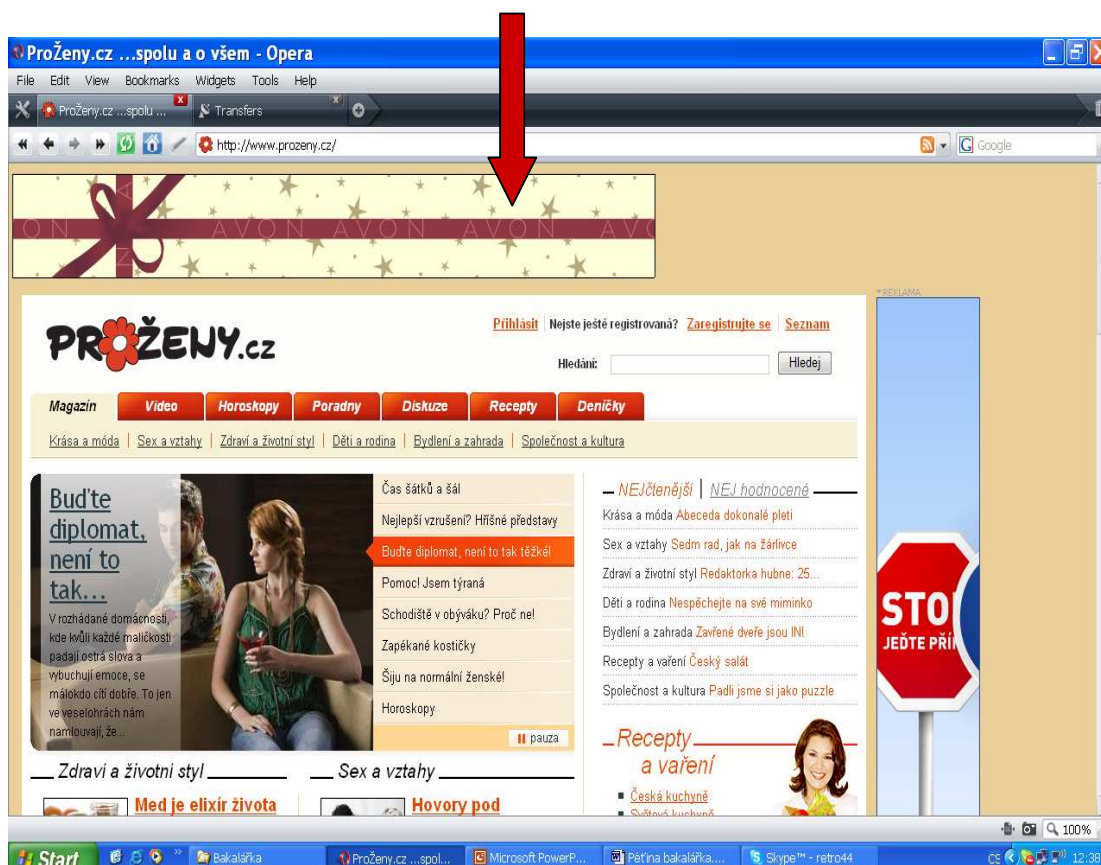 ProŽeny.cz ...spolu a o všem - Opera
File Edit View Bookmarks Widgets Tools Help
ProŽeny.cz ...spolu ... Transfers
http://www.prozeny.cz/ Google
AVON AVON AVON AV
REKLAMA
PROŽENY.cz
Přihlásit Nejste ještě registrovaná? Zaregistrujte se Seznam
Hledání: Hledej
Magazín Video Horoskopy Poradny Diskuze Recepty Deníčky
Krása a móda | Sex a vztahy | Zdraví a životní styl | Děti a rodina | Bydlení a zahrada | Společnost a kultura
Buďte
diplomat,
není to
tak...
V rozhádané domácnosti,
kde kvůli každé maličkosti
padají ostrá slova a
vybuchují emoce, se
málokdo cítí dobře. To jen
ve veselohrách nám
namlouvají, že...
Čas šátků a šál
Nejlepší vzrušení? Hříšné představy
Buďte diplomat, není to tak těžké!
Pomoc! Jsem týraná
Schodiště v obýváku? Proč ne!
Zapékané kostičky
Šiju na normální ženské!
Horoskopy
pauza
NEJčtenější | NEJ hodnocené
Krása a móda Abeceda dokonalé pleti
Sex a vztahy Sedm rad, jak na žárlivce
Zdraví a životní styl Redaktorka hubne: 25...
Děti a rodina Nespěchejte na své miminko
Bydlení a zahrada Zavřené dveře jsou IN!
Recepty a vaření Český salát
Společnost a kultura Padli jsme si jako puzzle
Recepty
a vaření
Česká kuchyně
Světová kuchyně
STO
JEĎTE PŘÍ
Zdraví a životní styl
Med je elixír života
Sex a vztahy
Hovory pod
100%
Start Bakalářka ProŽeny.cz ...spol... Microsoft PowerP... Péťina bakalářka.... Skype™ - retro44 CS 12:38